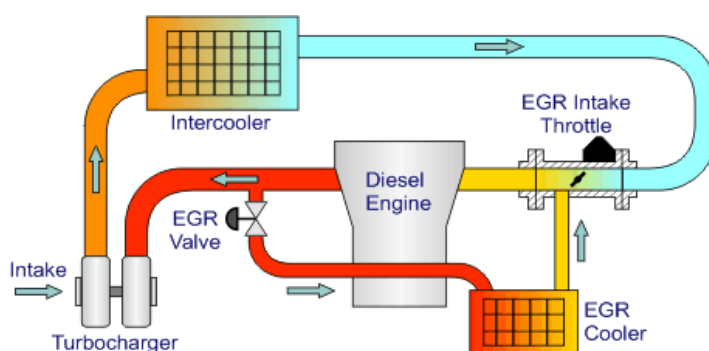 EGR Intake
Throttle
Intercooler
Diesel
Engine
EGR
Valve
Intake
EGR
Cooler
Turbocharger